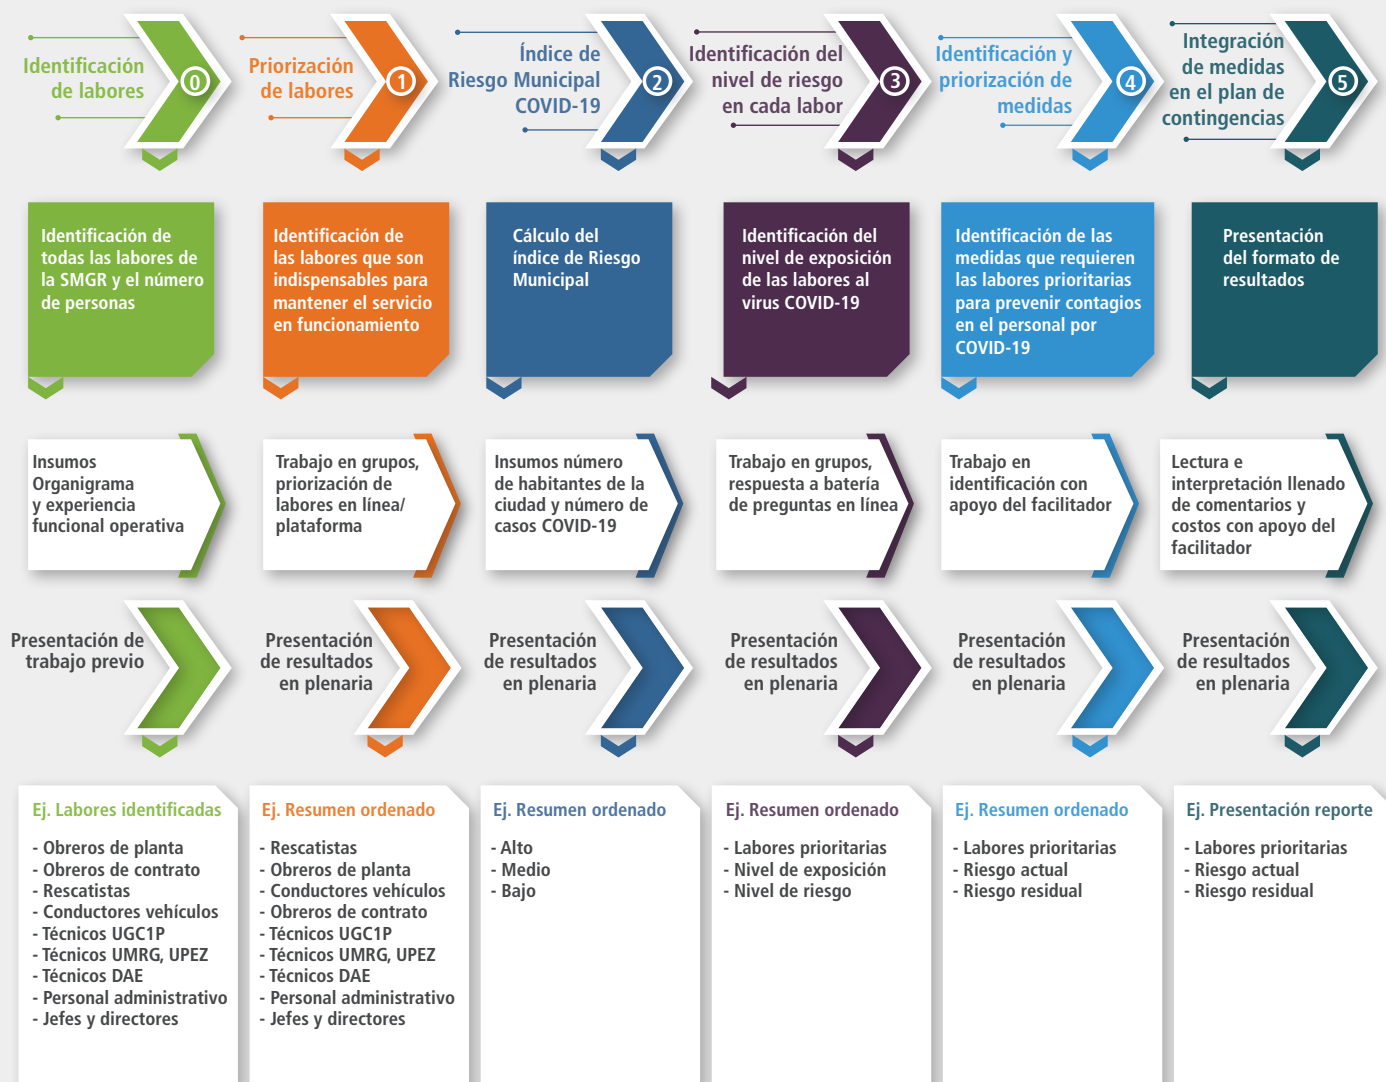 Identificación
de labores
0
Priorización
de labores
1
Índice de
Riesgo Municipal
COVID-19
2
Identificación del
nivel de riesgo
en cada labor
3
Identificación y
priorización de
medidas
4
Integración
de medidas
en el plan de
contingencias
5
Identificación de
todas las labores de
la SMGR y el número
de personas
Identificación de
las labores que son
indispensables para
mantener el servicio
en funcionamiento
Cálculo del
índice de Riesgo
Municipal
Identificación del
nivel de exposición
de las labores al
virus COVID-19
Identificación de las
medidas que requieren
las labores prioritarias
para prevenir contagios
en el personal por
COVID-19
Presentación
del formato de
resultados
Insumos
Organigrama
y experiencia
funcional operativa
Trabajo en grupos,
priorización de
labores en línea/
plataforma
Insumos número
de habitantes de la
ciudad y número de
casos COVID-19
Trabajo en grupos,
respuesta a batería
de preguntas en línea
Trabajo en
identificación con
apoyo del facilitador
Lectura e
interpretación llenado
de comentarios y
costos con apoyo del
facilitador
Presentación de
trabajo previo
Presentación
de resultados
en plenaria
Presentación
de resultados
en plenaria
Presentación
de resultados
en plenaria
Presentación
de resultados
en plenaria
Presentación
de resultados
en plenaria
Ej. Labores identificadas
- Obreros de planta
- Obreros de contrato
- Rescatistas
- Conductores vehículos
- Técnicos UGC1P
- Técnicos UMRG, UPEZ
- Técnicos DAE
- Personal administrativo
- Jefes y directores
Ej. Resumen ordenado
- Rescatistas
- Obreros de planta
- Conductores vehículos
- Obreros de contrato
- Técnicos UGC1P
- Técnicos UMRG, UPEZ
- Técnicos DAE
- Personal administrativo
- Jefes y directores
Ej. Resumen ordenado
- Alto
- Medio
- Bajo
Ej. Resumen ordenado
- Labores prioritarias
- Nivel de exposición
- Nivel de riesgo
Ej. Resumen ordenado
- Labores prioritarias
- Riesgo actual
- Riesgo residual
Ej. Presentación reporte
- Labores prioritarias
- Riesgo actual
- Riesgo residual